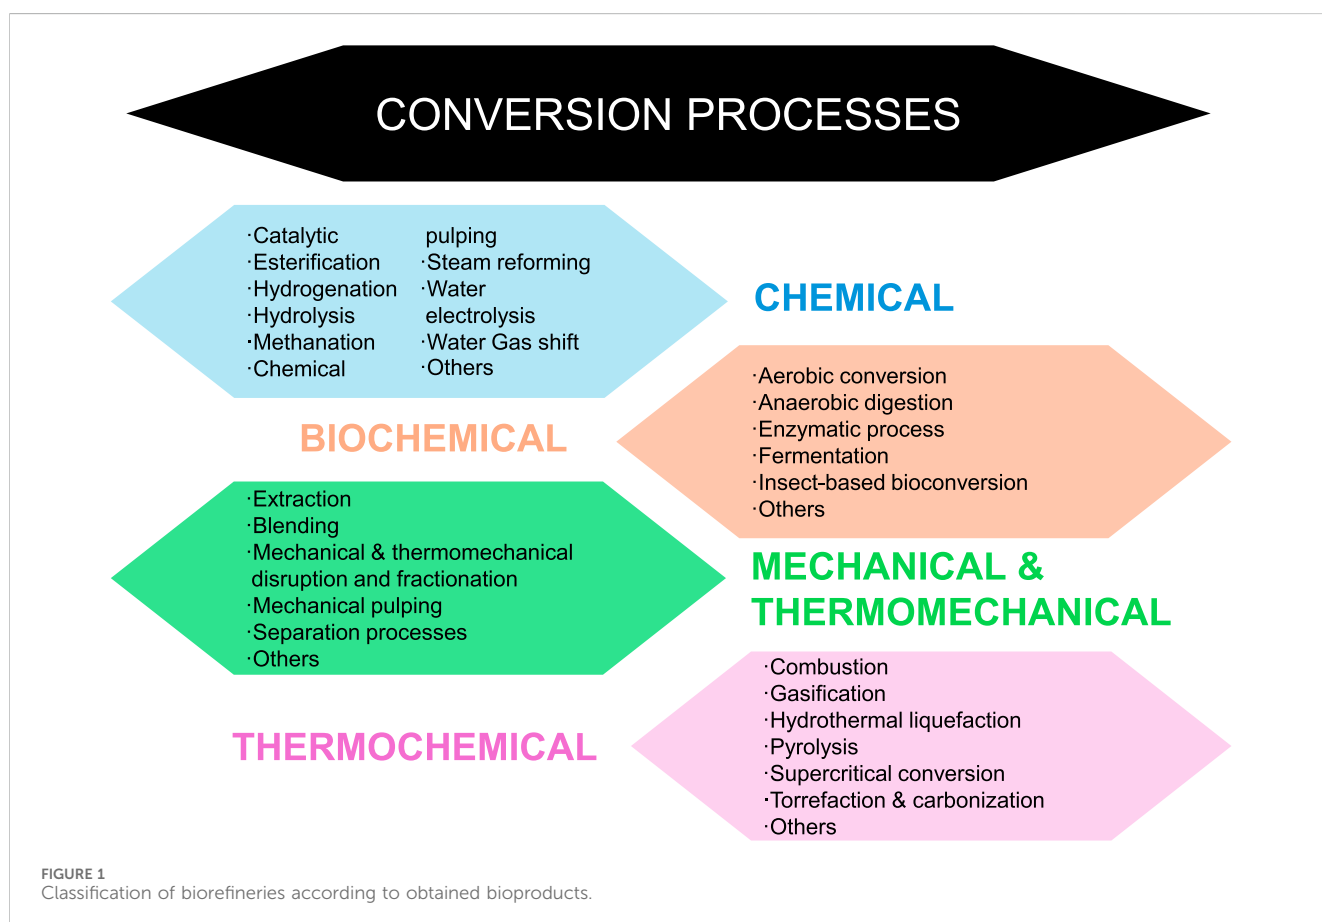 CONVERSION PROCESSES
·Catalytic
·Esterification
·Hydrogenation
·Hydrolysis
·Methanation
·Chemical
pulping
·Steam reforming
·Water
electrolysis
·Water Gas shift
·Others
CHEMICAL
BIOCHEMICAL
·Aerobic conversion
·Anaerobic digestion
·Enzymatic process
·Fermentation
·Insect-based bioconversion
·Others
·Extraction
·Blending
·Mechanical & thermomechanical
disruption and fractionation
·Mechanical pulping
·Separation processes
·Others
MECHANICAL &
THERMOMECHANICAL
THERMOCHEMICAL
·Combustion
·Gasification
·Hydrothermal liquefaction
·Pyrolysis
·Supercritical conversion
·Torrefaction & carbonization
·Others
FIGURE 1
Classification of biorefineries according to obtained bioproducts.